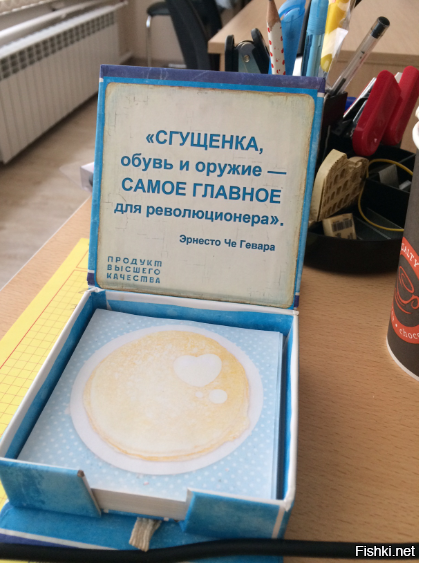 «СГУЩЕНКА,
обувь и оружие —
САМОЕ ГЛАВНОЕ
для революционера».
Эрнесто Че Гевара
ПРОДУКТ
ВЫСШЕГО
КАЧЕСТВА
Fishki.net